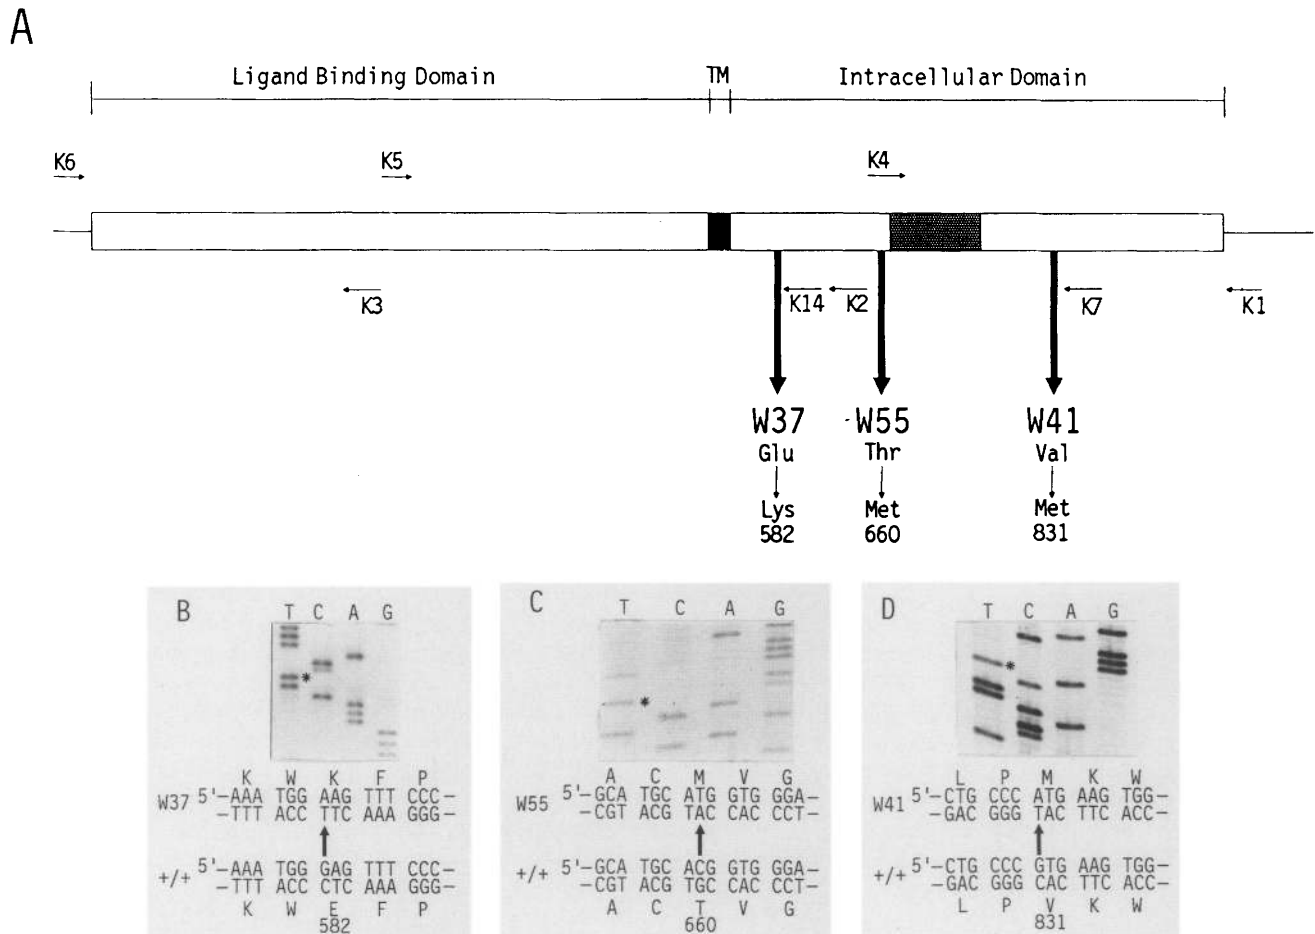 A
Ligand Binding Domain TM Intracellular Domain
K6 K5 K4
K3 K14 K2 K7 K1
W37 W55 W41
Glu Thr Val
Lys Met Met
582 660 831
B
T C A G
*
K W K F P
W37 5'-AAA TGG AAG TTT CCC-
-TTT ACC TTC AAA GGG-
+/+ 5'-AAA TGG GAG TTT CCC-
-TTT ACC CTC AAA GGG-
K W E F P
582
C
T C A G
*
A C M V G
W55 5'-GCA TGC ATG GTG GGA-
-CGT ACG TAC CAC CCT-
+/+ 5'-GCA TGC ACG GTG GGA-
-CGT ACG TGC CAC CCT-
A C T V G
660
D
T C A G
*
L P M K W
W41 5'-CTG CCC ATG AAG TGG-
-GAC GGG TAC TTC ACC-
+/+ 5'-CTG CCC GTG AAG TGG-
-GAC GGG CAC TTC ACC-
L P V K W
831